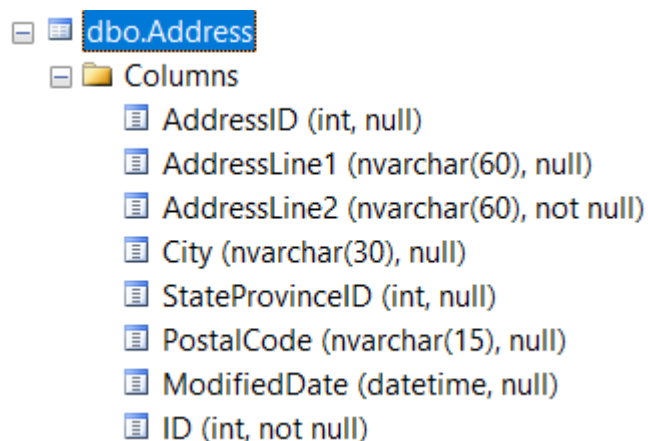 dbo.Address
Columns
AddressID (int, null)
AddressLine1 (nvarchar(60), null)
AddressLine2 (nvarchar(60), not null)
City (nvarchar(30), null)
StateProvinceID (int, null)
PostalCode (nvarchar(15), null)
ModifiedDate (datetime, null)
ID (int, not null)